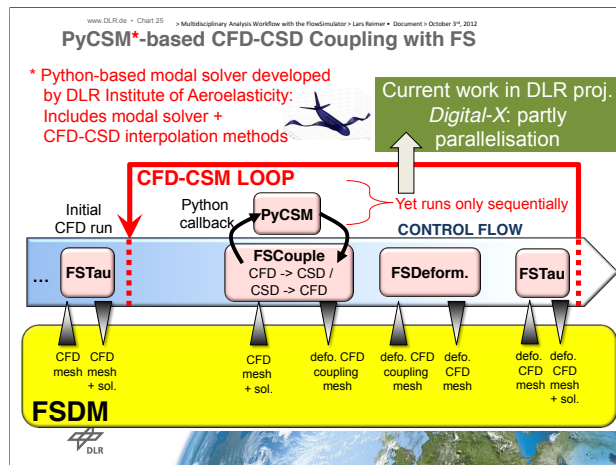 www.DLR.de • Chart 25
> Multidisciplinary Analysis Workflow with the FlowSimulator > Lars Reimer • Document > October 3rd, 2012
PyCSM*-based CFD-CSD Coupling with FS
* Python-based modal solver developed
by DLR Institute of Aeroelasticity:
Includes modal solver +
CFD-CSD interpolation methods
Current work in DLR proj.
Digital-X: partly
parallelisation
CFD-CSM LOOP
Initial
CFD run
Python
callback
PyCSM
Yet runs only sequentially
CONTROL FLOW
...
FSTau
FSCouple
CFD -> CSD /
CSD -> CFD
FSDeform.
FSTau
CFD
mesh
CFD
mesh
+ sol.
CFD
mesh
+ sol.
defo. CFD
coupling
mesh
defo. CFD
coupling
mesh
defo.
CFD
mesh
defo.
CFD
mesh
defo.
CFD
mesh
+ sol.
FSDM
DLR